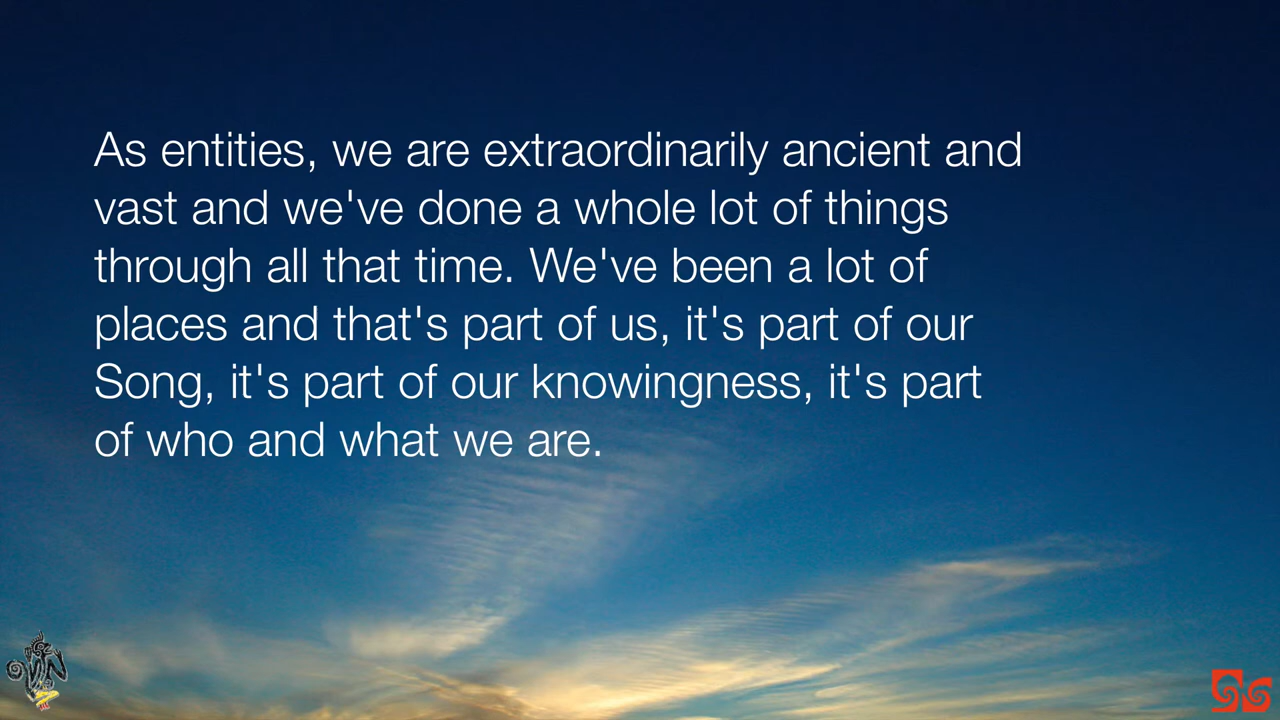 As entities, we are extraordinarily ancient and
vast and we've done a whole lot of things
through all that time. We've been a lot of
places and that's part of us, it's part of our
Song, it's part of our knowingness, it's part
of who and what we are.